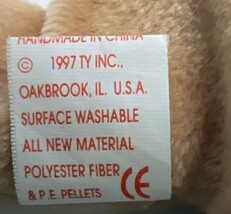 HANDMADE IN CHINA
© 1997 TY INC.,
OAKBROOK, IL. U.S.A.
SURFACE WASHABLE
ALL NEW MATERIAL
POLYESTER FIBER
& P.E. PELLETS CE